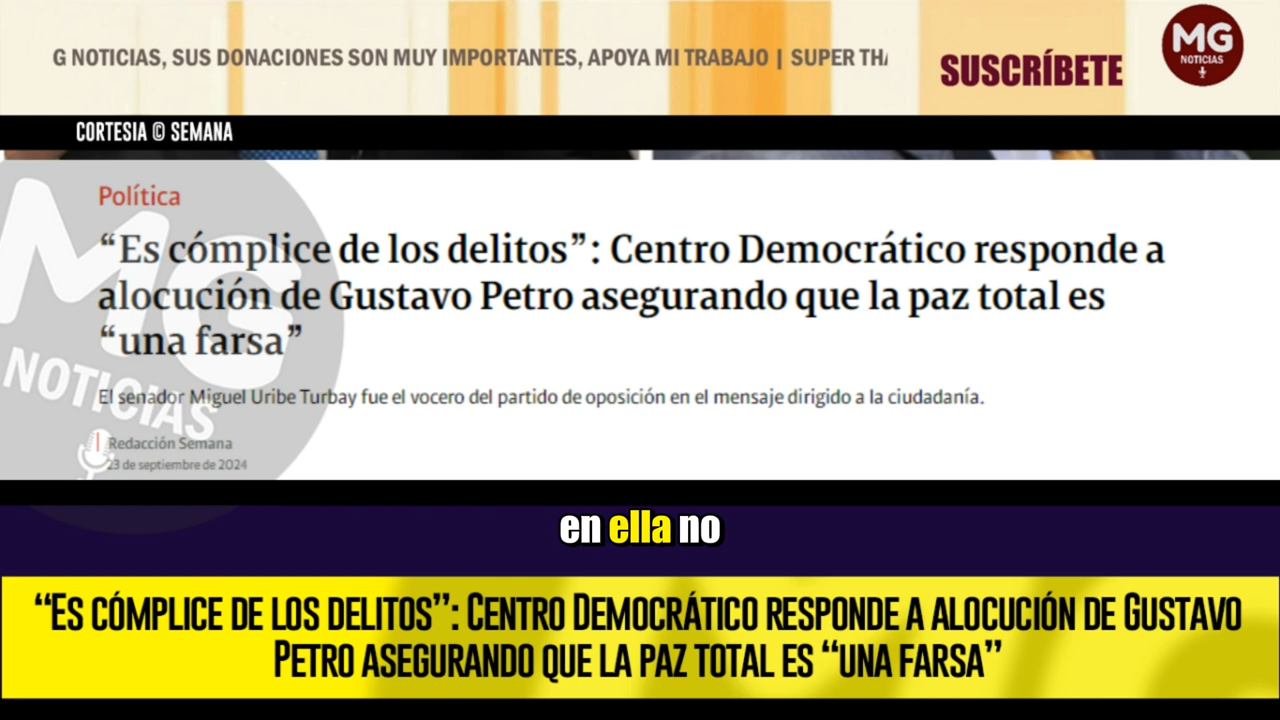 G NOTICIAS, SUS DONACIONES SON MUY IMPORTANTES, APOYA MI TRABAJO | SUPER
SUSCRÍBETE
MG
NOTICIAS
CORTESIA © SEMANA
Política
“Es cómplice de los delitos”: Centro Democrático responde a
alocución de Gustavo Petro asegurando que la paz total es
“una farsa”
El senador Miguel Uribe Turbay fue el vocero del partido de oposición en el mensaje dirigido a la ciudadanía.
Redacción Semana
23 de septiembre de 2024
MG
NOTICIAS
en ella no
“ES CÓMPLICE DE LOS DELITOS”: CENTRO DEMOCRÁTICO RESPONDE A ALOCUCIÓN DE GUSTAVO
PETRO ASEGURANDO QUE LA PAZ TOTAL ES “UNA FARSA”